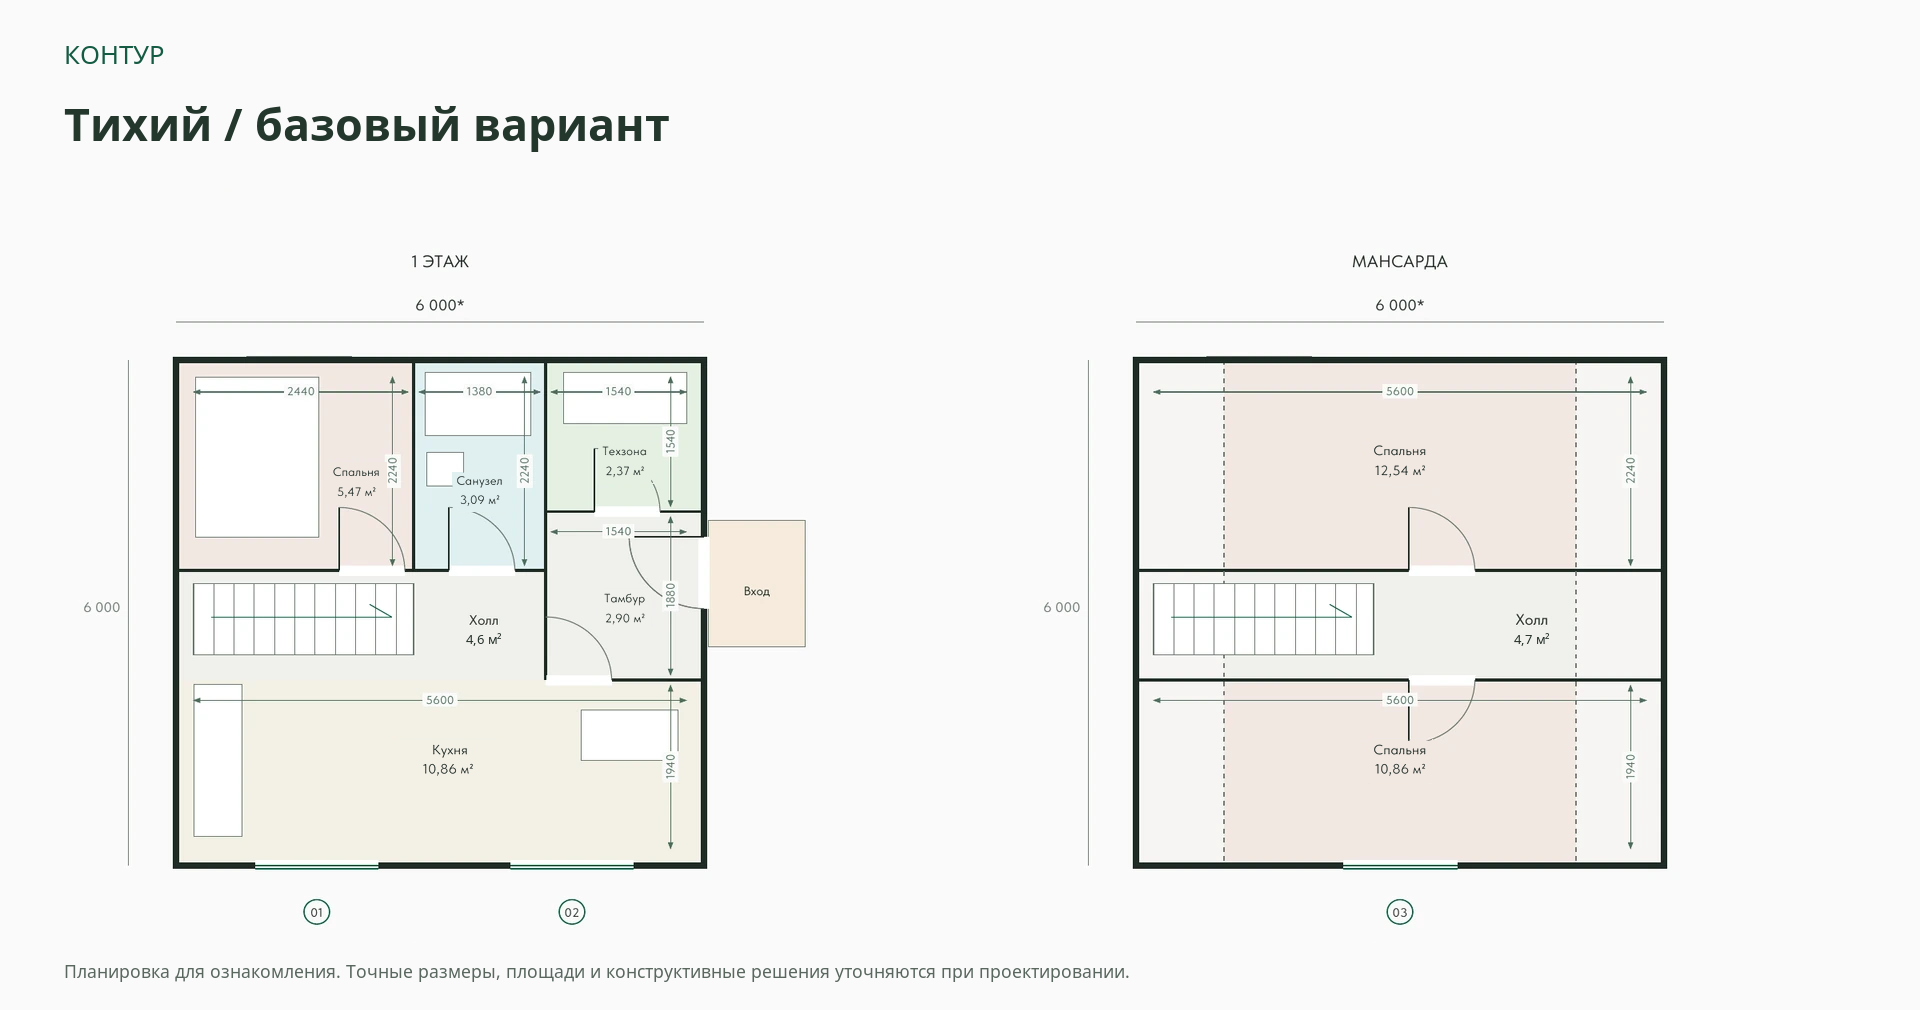 КОНТУР
Тихий / базовый вариант
1 ЭТАЖ
6 000*
6 000
2440
1380
1540
2240
2240
1540
Спальня
5,47 м²
Санузел
3,09 м²
Техзона
2,37 м²
1540
1880
Тамбур
2,90 м²
Вход
Холл
4,6 м²
5600
Кухня
10,86 м²
1940
01
02
МАНСАРДА
6 000*
6 000
5600
Спальня
12,54 м²
2240
Холл
4,7 м²
5600
Спальня
10,86 м²
1940
03
Планировка для ознакомления. Точные размеры, площади и конструктивные решения уточняются при проектировании.